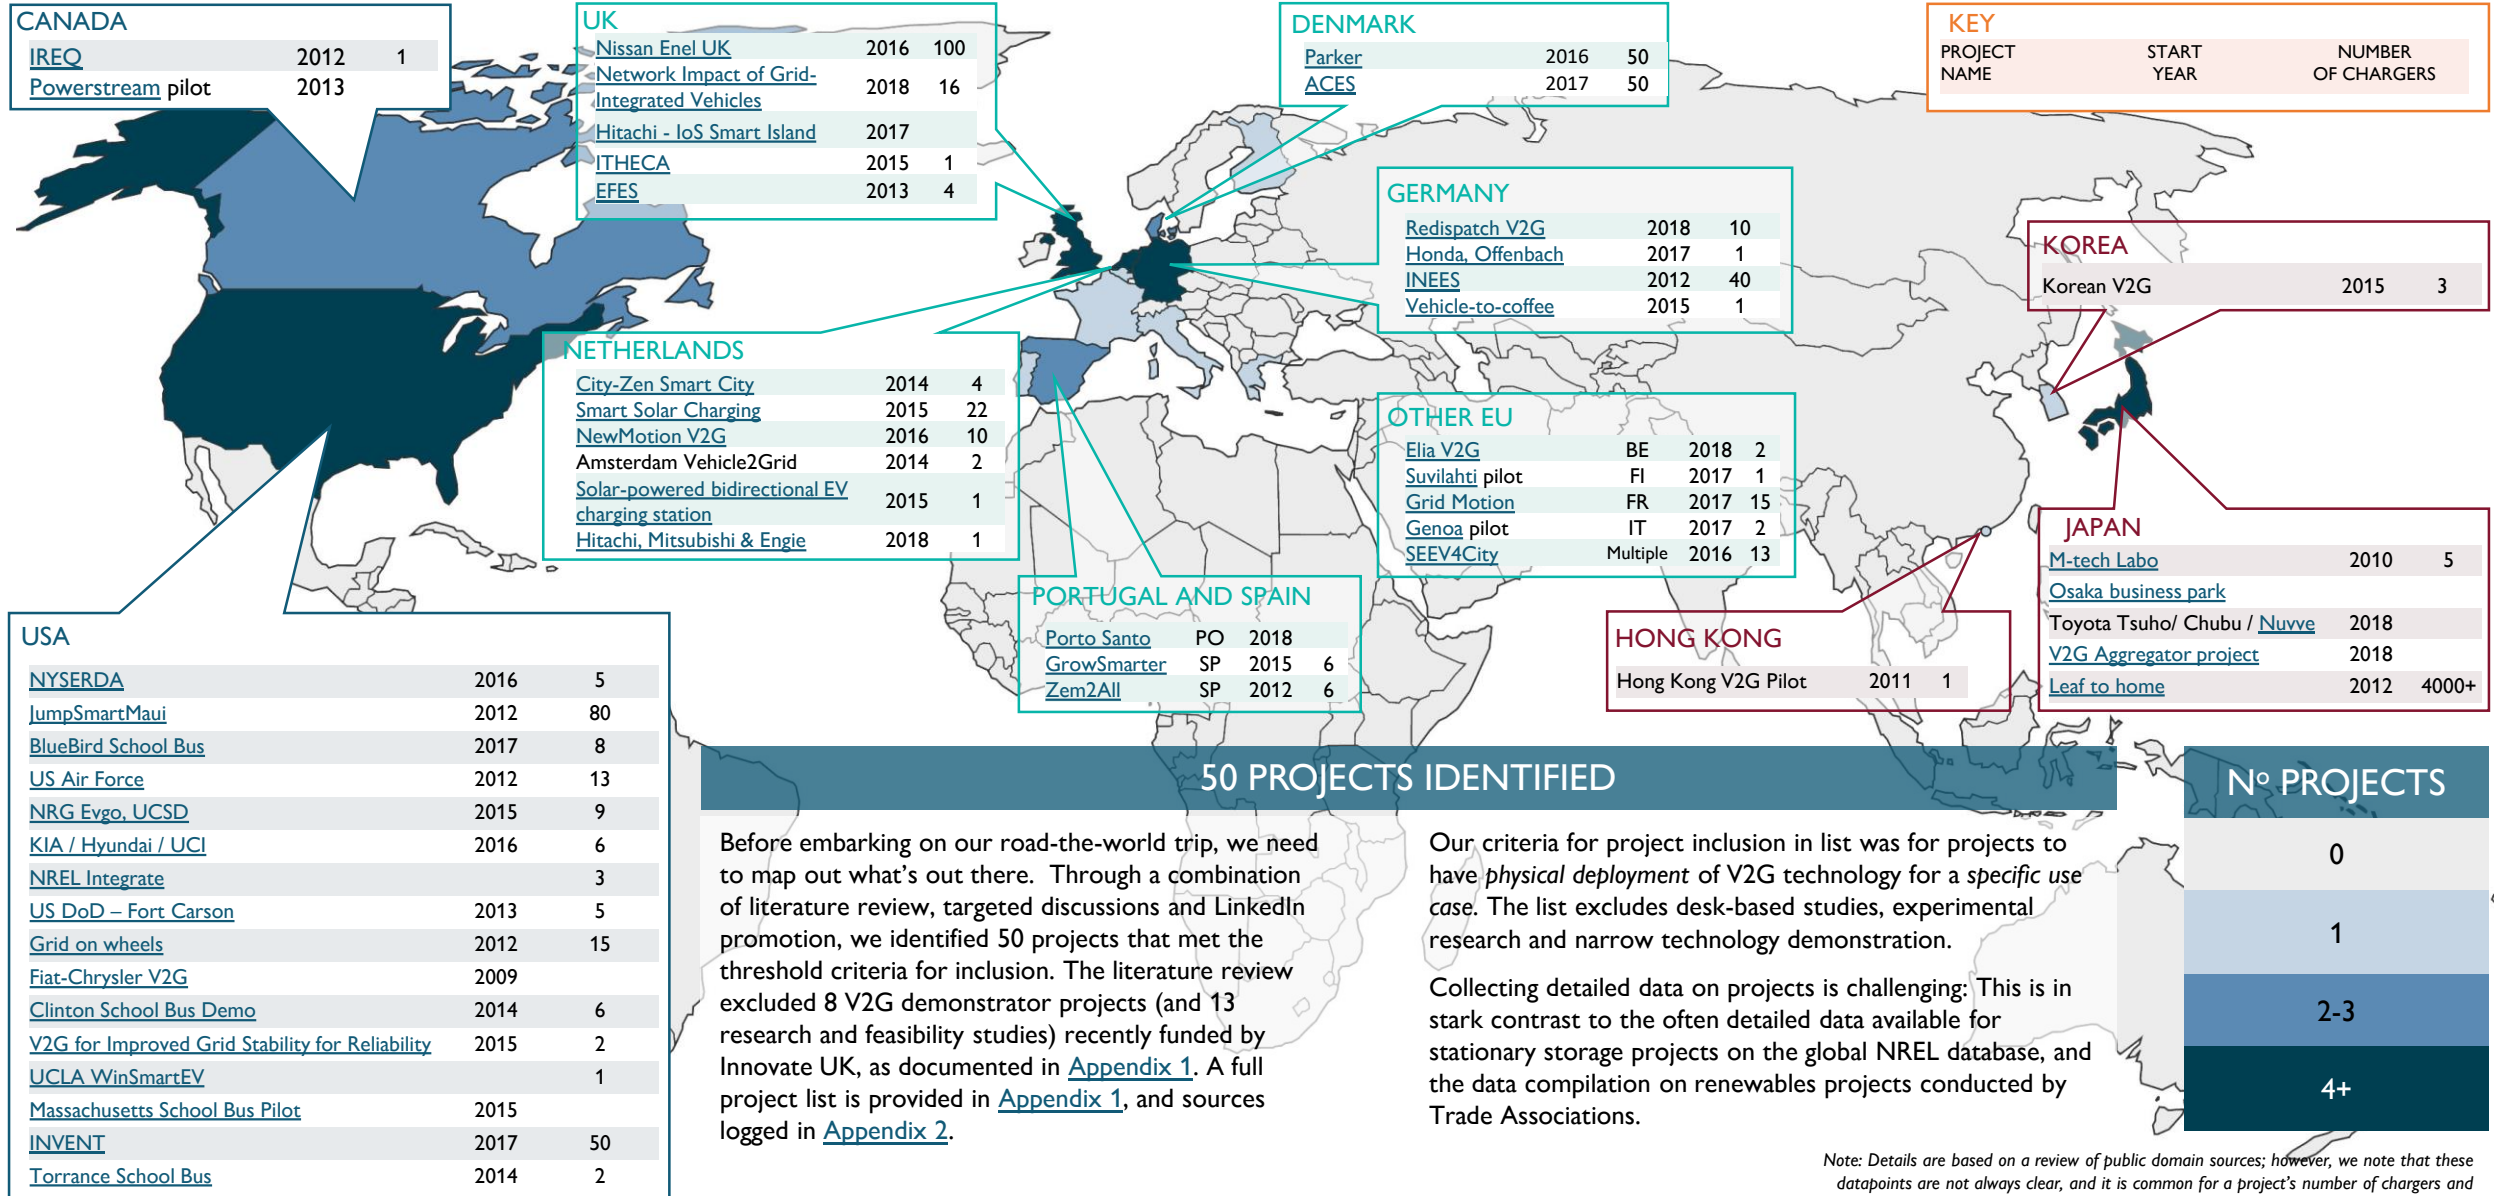 CANADA
IREQ 2012 1
Powerstream pilot 2013
UK
Nissan Enel UK 2016 100
Network Impact of Grid-
Integrated Vehicles 2018 16
Hitachi - IoS Smart Island 2017
ITHECA 2015 1
EFES 2013 4
DENMARK
Parker 2016 50
ACES 2017 50
KEY
PROJECT NAME START YEAR NUMBER OF CHARGERS
GERMANY
Redispatch V2G 2018 10
Honda, Offenbach 2017 1
INEES 2012 40
Vehicle-to-coffee 2015 1
KOREA
Korean V2G 2015 3
NETHERLANDS
City-Zen Smart City 2014 4
Smart Solar Charging 2015 22
NewMotion V2G 2016 10
Amsterdam Vehicle2Grid 2014 2
Solar-powered bidirectional EV
charging station 2015 1
Hitachi, Mitsubishi & Engie 2018 1
OTHER EU
Elia V2G BE 2018 2
Suvilahti pilot FI 2017 1
Grid Motion FR 2017 15
Genoa pilot IT 2017 2
SEEV4City Multiple 2016 13
JAPAN
M-tech Labo 2010 5
Osaka business park
Toyota Tsuho/ Chubu / Nuvve 2018
V2G Aggregator project 2018
Leaf to home 2012 4000+
PORTUGAL AND SPAIN
Porto Santo PO 2018
GrowSmarter SP 2015 6
Zem2All SP 2012 6
HONG KONG
Hong Kong V2G Pilot 2011 1
USA
NYSERDA 2016 5
JumpSmartMaui 2012 80
BlueBird School Bus 2017 8
US Air Force 2012 13
NRG Evgo, UCSD 2015 9
KIA / Hyundai / UCI 2016 6
NREL Integrate 3
US DoD – Fort Carson 2013 5
Grid on wheels 2012 15
Fiat-Chrysler V2G 2009
Clinton School Bus Demo 2014 6
V2G for Improved Grid Stability for Reliability 2015 2
UCLA WinSmartEV 1
Massachusetts School Bus Pilot 2015
INVENT 2017 50
Torrance School Bus 2014 2
50 PROJECTS IDENTIFIED
Before embarking on our road-the-world trip, we need
to map out what's out there. Through a combination
of literature review, targeted discussions and LinkedIn
promotion, we identified 50 projects that met the
threshold criteria for inclusion. The literature review
excluded 8 V2G demonstrator projects (and 13
research and feasibility studies) recently funded by
Innovate UK, as documented in Appendix 1. A full
project list is provided in Appendix 1, and sources
logged in Appendix 2.
Our criteria for project inclusion in list was for projects to
have physical deployment of V2G technology for a specific use
case. The list excludes desk-based studies, experimental
research and narrow technology demonstration.
Collecting detailed data on projects is challenging: This is in
stark contrast to the often detailed data available for
stationary storage projects on the global NREL database, and
the data compilation on renewables projects conducted by
Trade Associations.
Nº PROJECTS
0
1
2-3
4+
Note: Details are based on a review of public domain sources; however, we note that these
datapoints are not always clear, and it is common for a project's number of chargers and